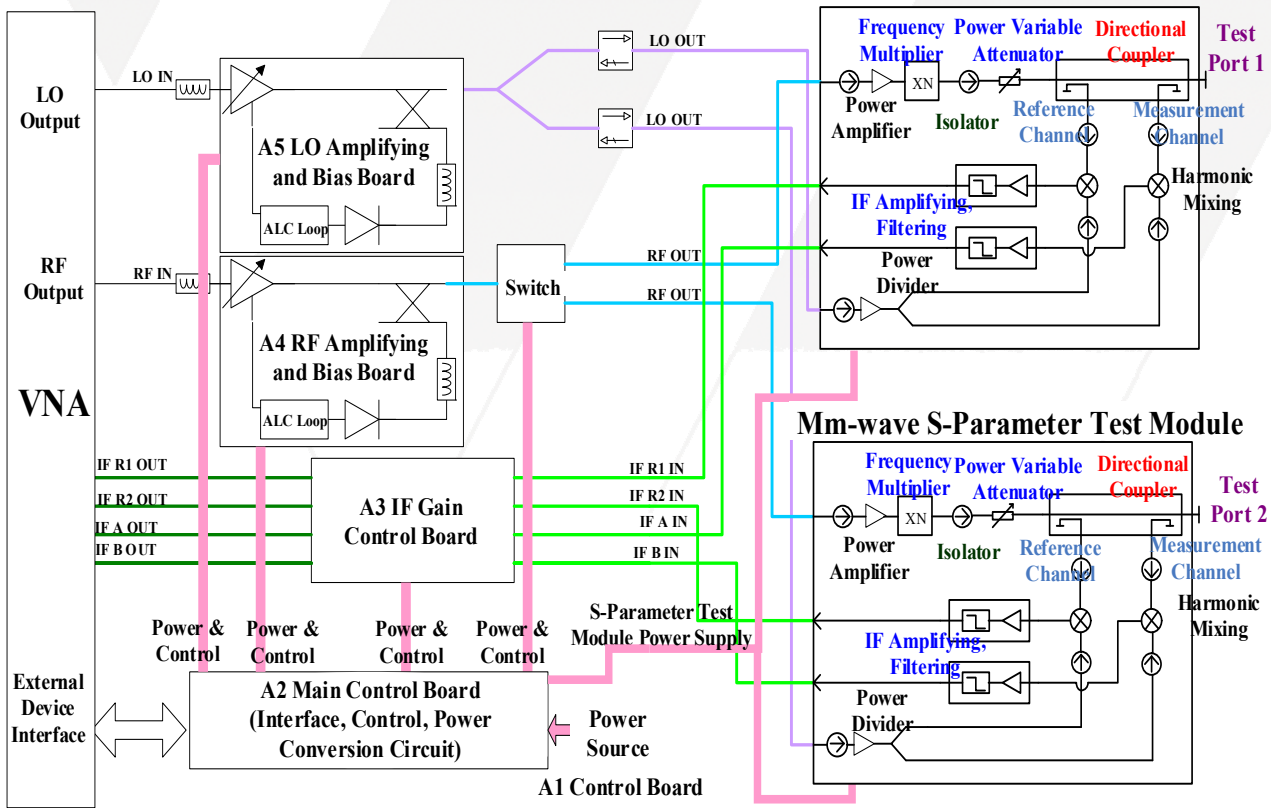 LO
Output
RF
Output
VNA
External
Device
Interface
LO IN
A5 LO Amplifying
and Bias Board
ALC Loop
RF IN
A4 RF Amplifying
and Bias Board
ALC Loop
Switch
LO OUT
LO OUT
RF OUT
RF OUT
IF R1 OUT
IF R2 OUT
IF A OUT
IF B OUT
A3 IF Gain
Control Board
IF R1 IN
IF R2 IN
IF A IN
IF B IN
Power &
Control
Power &
Control
Power &
Control
Power &
Control
S-Parameter Test
Module Power Supply
A2 Main Control Board
(Interface, Control, Power
Conversion Circuit)
Power
Source
A1 Control Board
Frequency
Multiplier
Power Variable
Attenuator
Directional
Coupler
Test
Port 1
XN
Power
Amplifier
Isolator
Reference
Channel
Measurement
Channel
Harmonic
Mixing
IF Amplifying,
Filtering
Power
Divider
Mm-wave S-Parameter Test Module
Frequency
Multiplier
Power Variable
Attenuator
Directional
Coupler
Test
Port 2
XN
Power
Amplifier
Isolator
Reference
Channel
Measurement
Channel
Harmonic
Mixing
IF Amplifying,
Filtering
Power
Divider